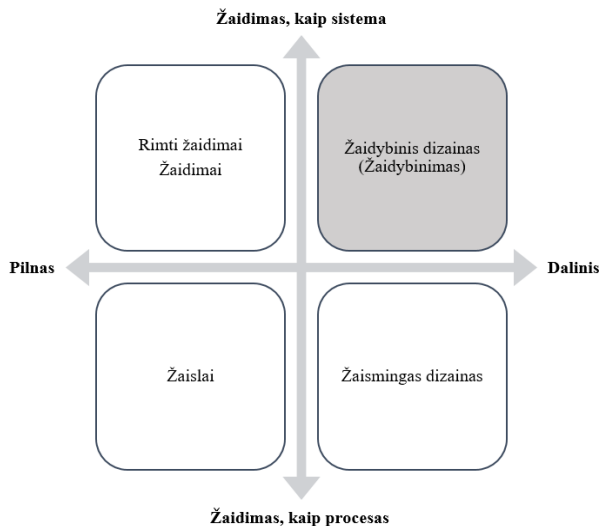 Žaidimas, kaip sistema
Rimti žaidimai
Žaidimai
Žaidybinis dizainas
(Žaidybinimas)
Pilnas
Dalinis
Žaislai
Žaismingas dizainas
Žaidimas, kaip procesas